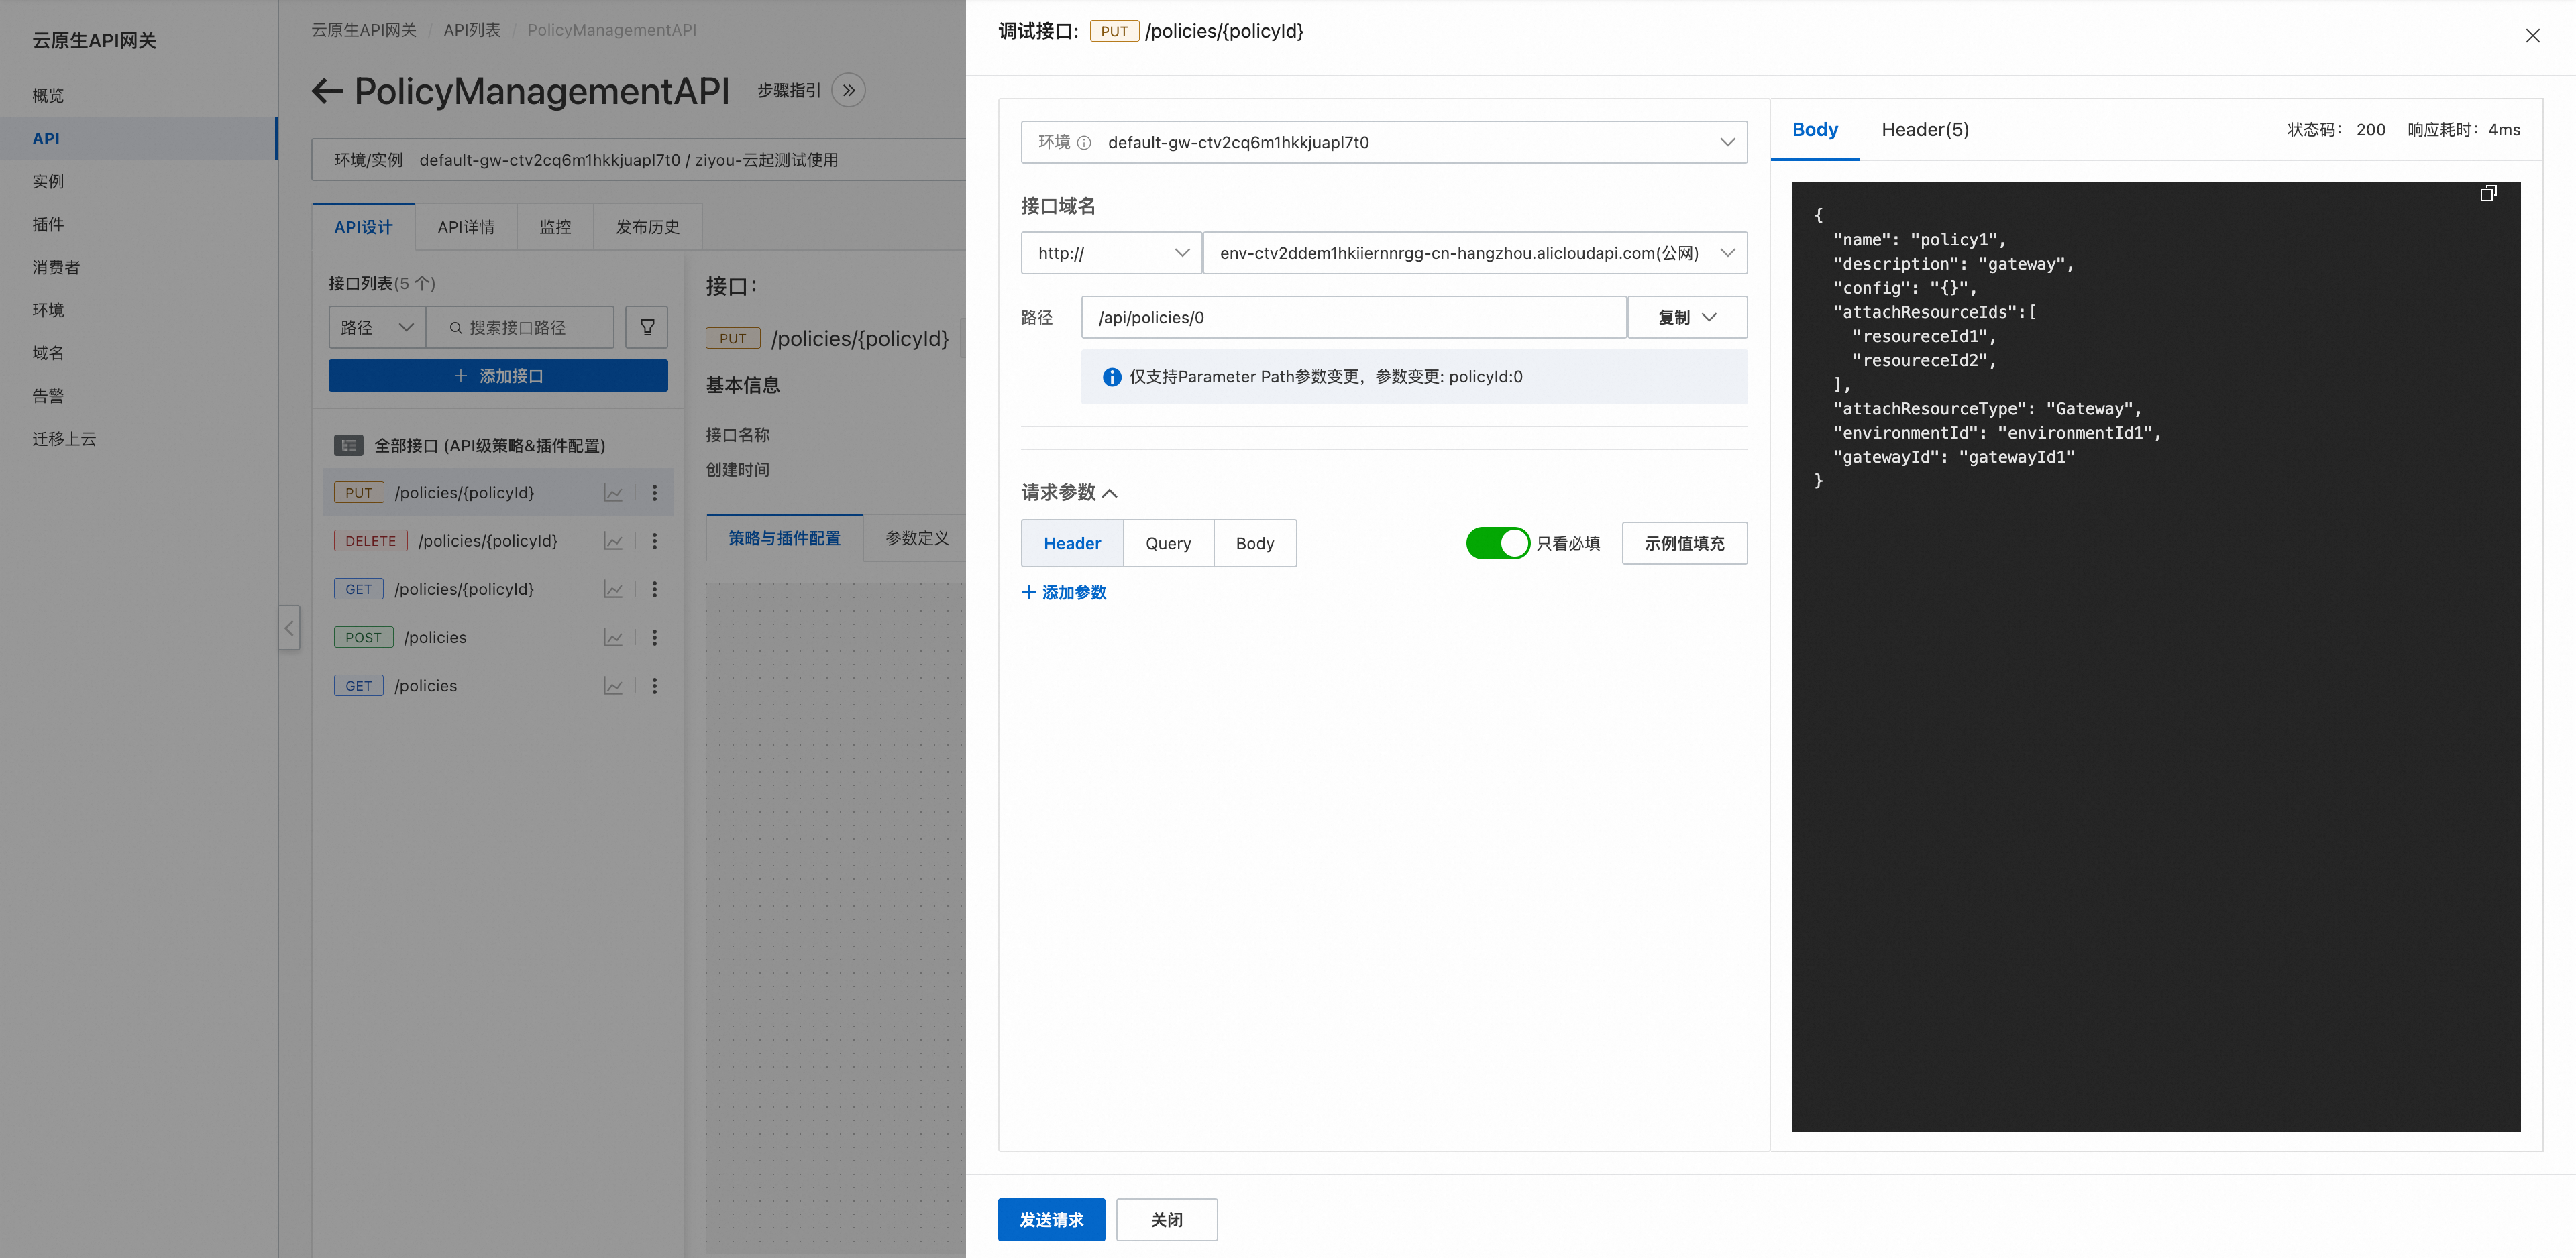 云原生API网关
概览
API
实例
插件
消费者
环境
域名
告警
迁移上云
云原生API网关 / API列表 / PolicyManagementAPI
PolicyManagementAPI 步骤指引
环境/实例 default-gw-ctv2cq6m1hkkjuapl7t0 / ziyou-云起测试使用
API设计 API详情 监控 发布历史
接口列表(5 个)
路径 搜索接口路径
添加接口
全部接口 (API级策略&插件配置)
PUT /policies/{policyId}
DELETE /policies/{policyId}
GET /policies/{policyId}
POST /policies
GET /policies
接口：
PUT /policies/{policyId}
基本信息
接口名称
创建时间
策略与插件配置 参数定义
调试接口: PUT /policies/{policyId}
环境 default-gw-ctv2cq6m1hkkjuapl7t0
接口域名
http:// env-ctv2ddem1hkiiernnrgg-cn-hangzhou.alicloudapi.com(公网)
路径 /api/policies/0 复制
仅支持Parameter Path参数变更，参数变更: policyId:0
请求参数
Header Query Body 只看必填 示例值填充
添加参数
Body Header(5) 状态码： 200 响应耗时：4ms
{
"name": "policy1",
"description": "gateway",
"config": "{}",
"attachResourceIds":[
"resoureceId1",
"resoureceId2",
],
"attachResourceType": "Gateway",
"environmentId": "environmentId1",
"gatewayId": "gatewayId1"
}
发送请求 关闭